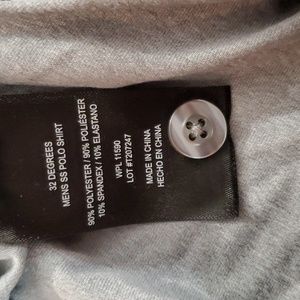 32 DEGREES
MENS SS POLO SHIRT
90% POLYESTER / 90% POLIÉSTER
10% SPANDEX / 10% ELASTANO
WPL 11590
LOT #T207247
MADE IN CHINA
HECHO EN CHINA